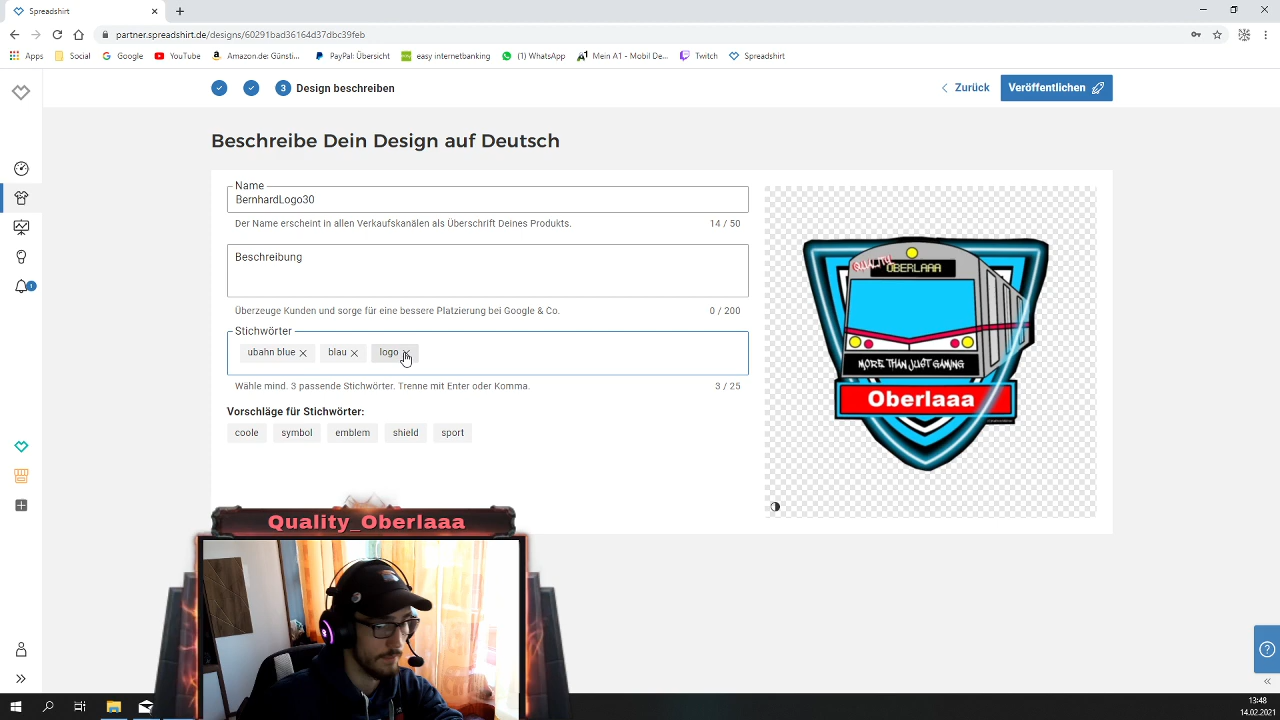 Spreadshirt
partner.spreadshirt.de/designs/60291bad36164d37dbc39feb
Apps Social Google YouTube Amazon.de: Günsti... PayPal: Übersicht easy internetbanking (1) WhatsApp Mein A1 - Mobil De... Twitch Spreadshirt
3 Design beschreiben
Zurück
Veröffentlichen
Beschreibe Dein Design auf Deutsch
Name
BernhardLogo30
Der Name erscheint in allen Verkaufskanälen als Überschrift Deines Produkts. 14 / 50
Beschreibung
Überzeuge Kunden und sorge für eine bessere Platzierung bei Google & Co. 0 / 200
Stichwörter
ubahn blue blau logo
Wähle mind. 3 passende Stichwörter. Trenne mit Enter oder Komma. 3 / 25
Vorschläge für Stichwörter:
coole symbol emblem shield sport
QUALITY
OBERLAAA
MORE THAN JUST GAMING
Oberlaaa
1
Quality_Oberlaaa
13:48
14.02.2021